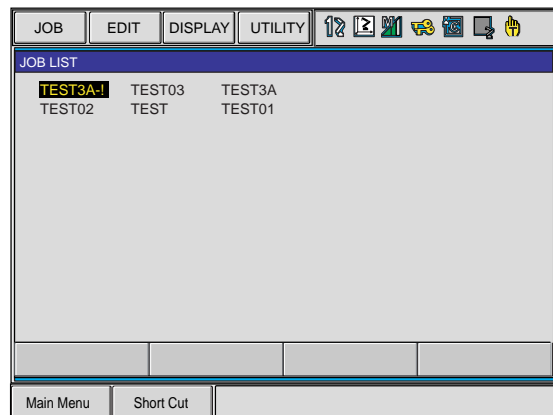 JOB EDIT DISPLAY UTILITY
JOB LIST
TEST3A-! TEST03 TEST3A
TEST02 TEST TEST01
Main Menu Short Cut